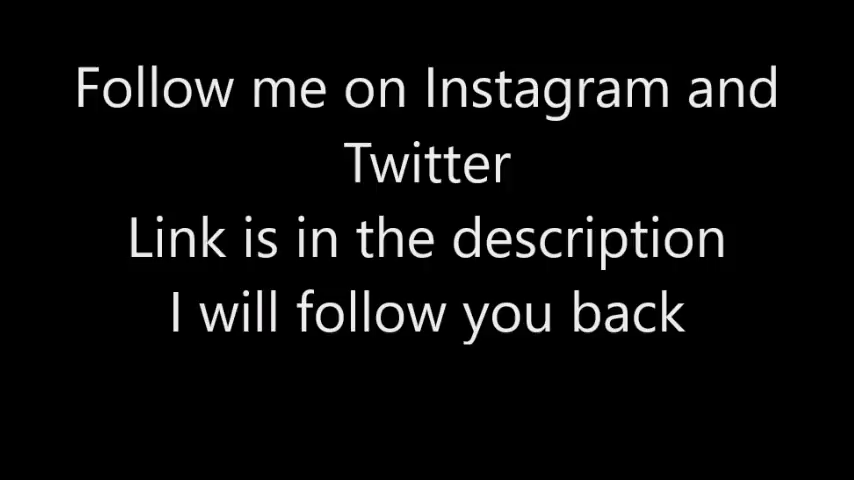 Follow me on Instagram and
Twitter
Link is in the description
I will follow you back